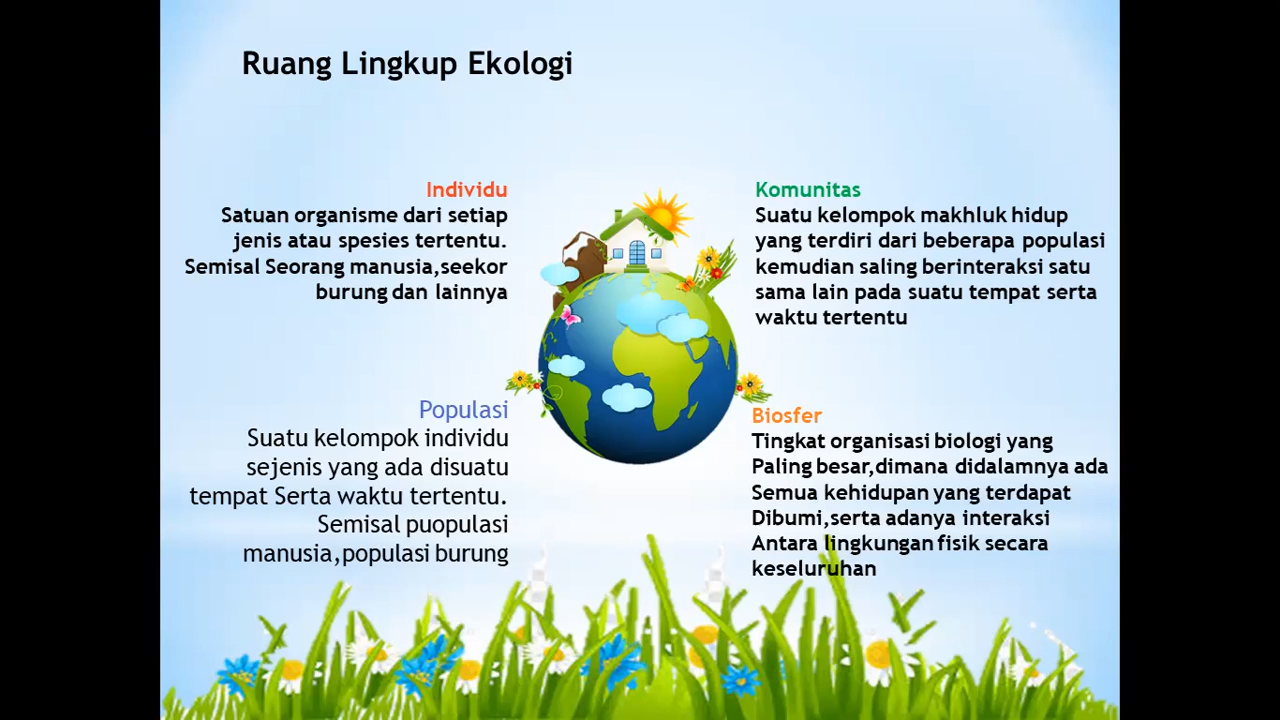 Ruang Lingkup Ekologi
Individu
Satuan organisme dari setiap
jenis atau spesies tertentu.
Semisal Seorang manusia,seekor
burung dan lainnya
Populasi
Suatu kelompok individu
sejenis yang ada disuatu
tempat Serta waktu tertentu.
Semisal puopulasi
manusia,populasi burung
Komunitas
Suatu kelompok makhluk hidup
yang terdiri dari beberapa populasi
kemudian saling berinteraksi satu
sama lain pada suatu tempat serta
waktu tertentu
Biosfer
Tingkat organisasi biologi yang
Paling besar,dimana didalamnya ada
Semua kehidupan yang terdapat
Dibumi,serta adanya interaksi
Antara lingkungan fisik secara
keseluruhan